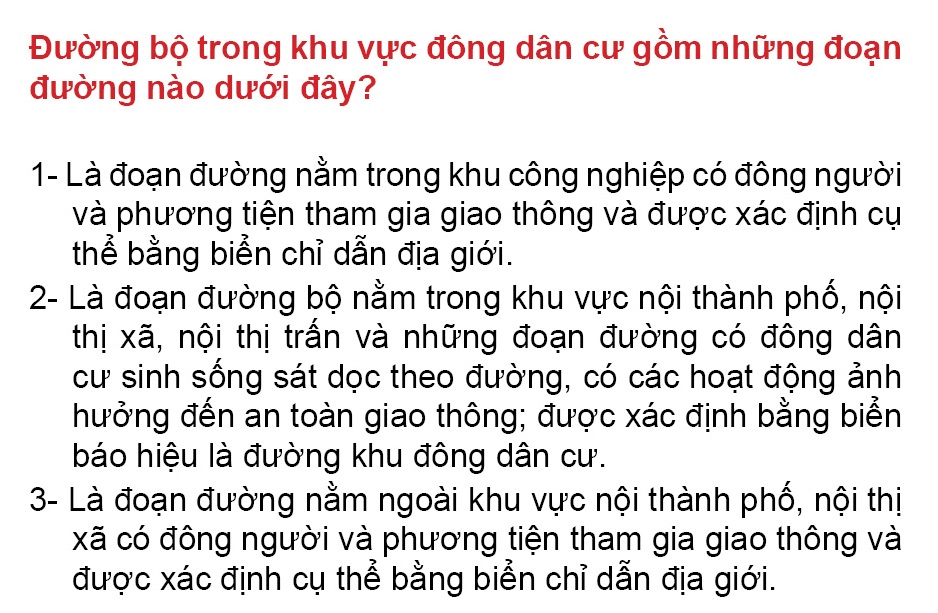 Đường bộ trong khu vực đông dân cư gồm những đoạn
đường nào dưới đây?
1- Là đoạn đường nằm trong khu công nghiệp có đông người
và phương tiện tham gia giao thông và được xác định cụ
thể bằng biển chỉ dẫn địa giới.
2- Là đoạn đường bộ nằm trong khu vực nội thành phố, nội
thị xã, nội thị trấn và những đoạn đường có đông dân
cư sinh sống sát dọc theo đường, có các hoạt động ảnh
hưởng đến an toàn giao thông; được xác định bằng biển
báo hiệu là đường khu đông dân cư.
3- Là đoạn đường nằm ngoài khu vực nội thành phố, nội thị
xã có đông người và phương tiện tham gia giao thông và
được xác định cụ thể bằng biển chỉ dẫn địa giới.